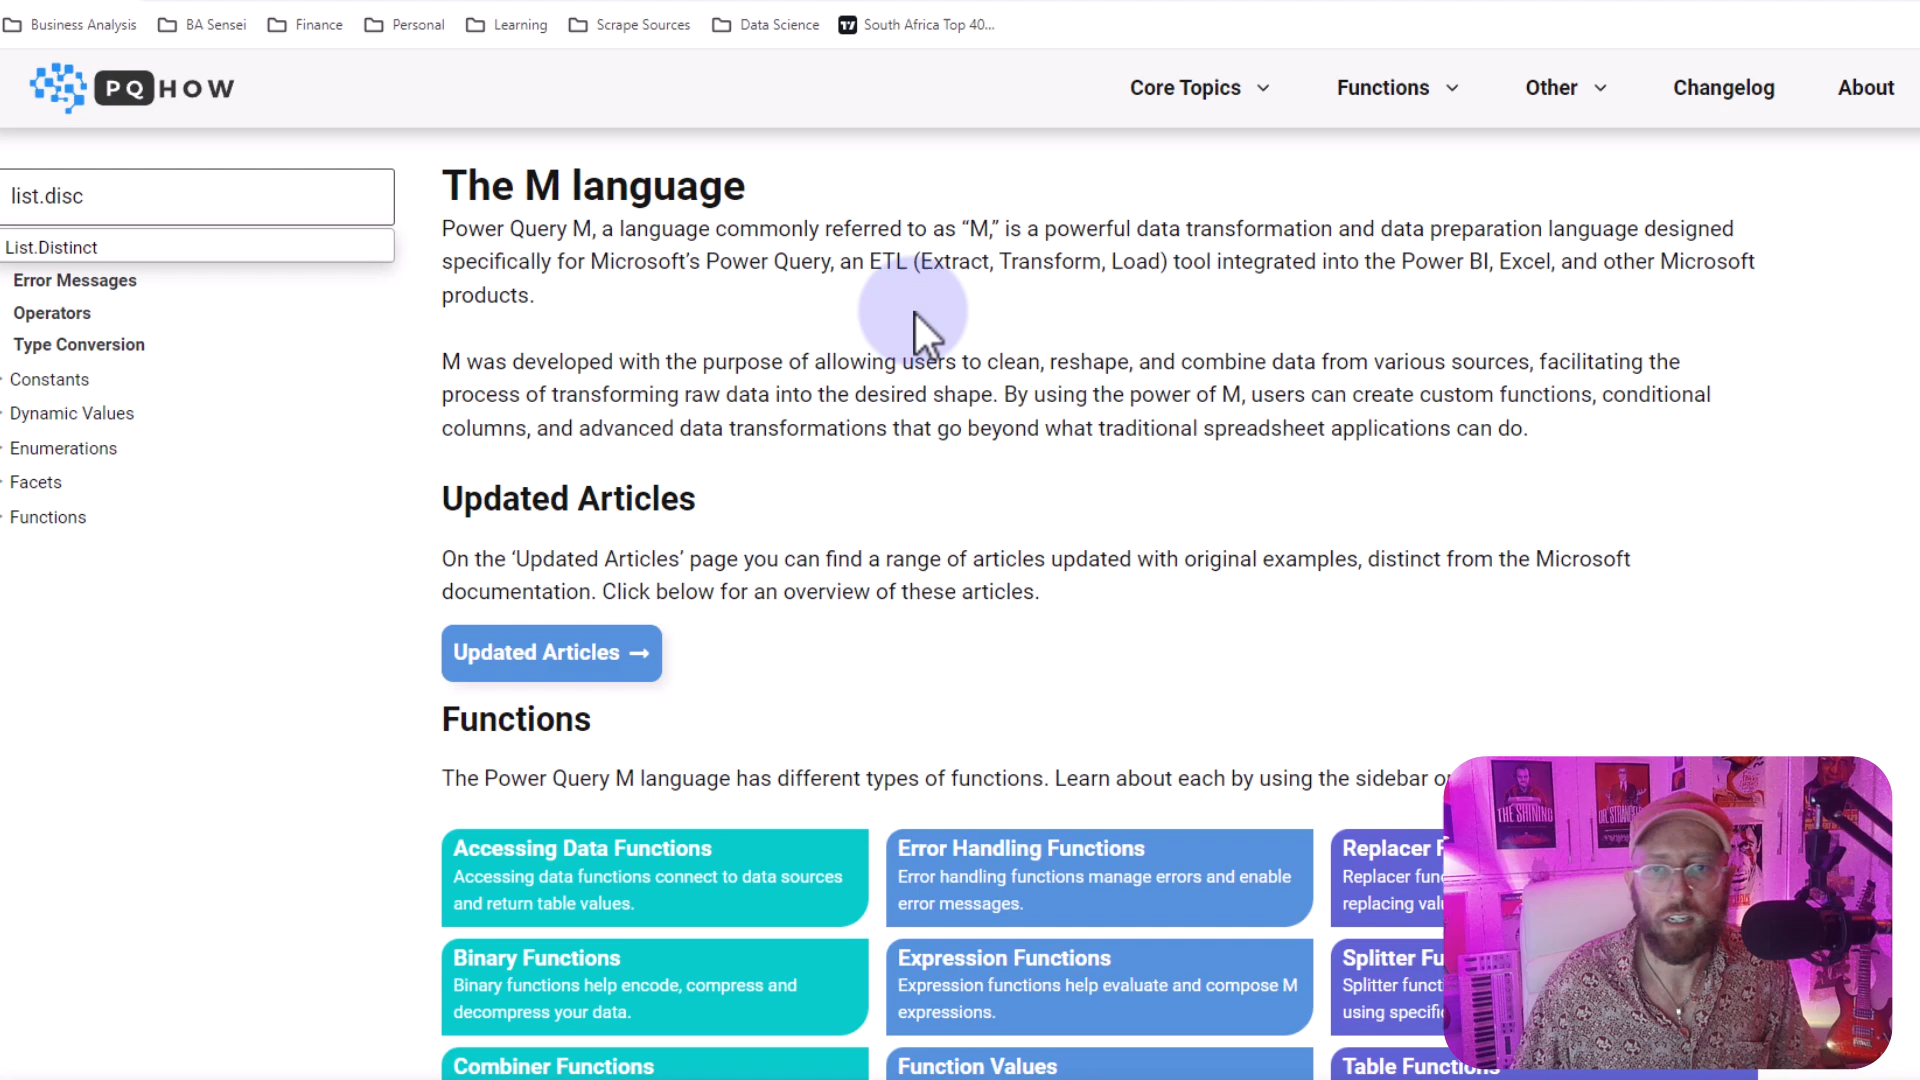 Business Analysis BA Sensei Finance Personal Learning Scrape Sources Data Science South Africa Top 40...
PQ HOW
Core Topics Functions Other Changelog About
list.disc
List.Distinct
Error Messages
Operators
Type Conversion
Constants
Dynamic Values
Enumerations
Facets
Functions
The M language
Power Query M, a language commonly referred to as “M,” is a powerful data transformation and data preparation language designed
specifically for Microsoft’s Power Query, an ETL (Extract, Transform, Load) tool integrated into the Power BI, Excel, and other Microsoft
products.
M was developed with the purpose of allowing users to clean, reshape, and combine data from various sources, facilitating the
process of transforming raw data into the desired shape. By using the power of M, users can create custom functions, conditional
columns, and advanced data transformations that go beyond what traditional spreadsheet applications can do.
Updated Articles
On the ‘Updated Articles’ page you can find a range of articles updated with original examples, distinct from the Microsoft
documentation. Click below for an overview of these articles.
Updated Articles →
Functions
The Power Query M language has different types of functions. Learn about each by using the sidebar
Accessing Data Functions
Accessing data functions connect to data sources
and return table values.
Error Handling Functions
Error handling functions manage errors and enable
error messages.
Replacer
Replacer
replacing
Binary Functions
Binary functions help encode, compress and
decompress your data.
Expression Functions
Expression functions help evaluate and compose M
expressions.
Splitter
Splitter
using
Combiner Functions
Function Values
Table Functions
THE SHINING